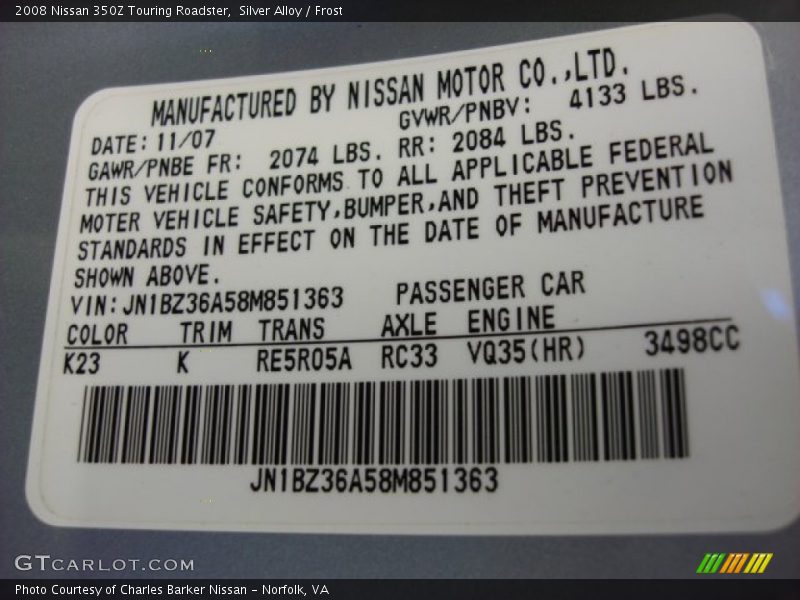 2008 Nissan 350Z Touring Roadster,  Silver Alloy / Frost
MANUFACTURED BY NISSAN MOTOR CO.,LTD.
DATE: 11/07 GVWR/PNBV: 4133 LBS.
GAWR/PNBE FR: 2074 LBS. RR: 2084 LBS.
THIS VEHICLE CONFORMS TO ALL APPLICABLE FEDERAL
MOTER VEHICLE SAFETY,BUMPER,AND THEFT PREVENTION
STANDARDS IN EFFECT ON THE DATE OF MANUFACTURE
SHOWN ABOVE.
VIN: JN1BZ36A58M851363 PASSENGER CAR
COLOR TRIM TRANS AXLE ENGINE
K23 K RE5R05A RC33 VQ35(HR) 3498CC
JN1BZ36A58M851363
GTCARLOT.COM
Photo Courtesy of Charles Barker Nissan - Norfolk, VA